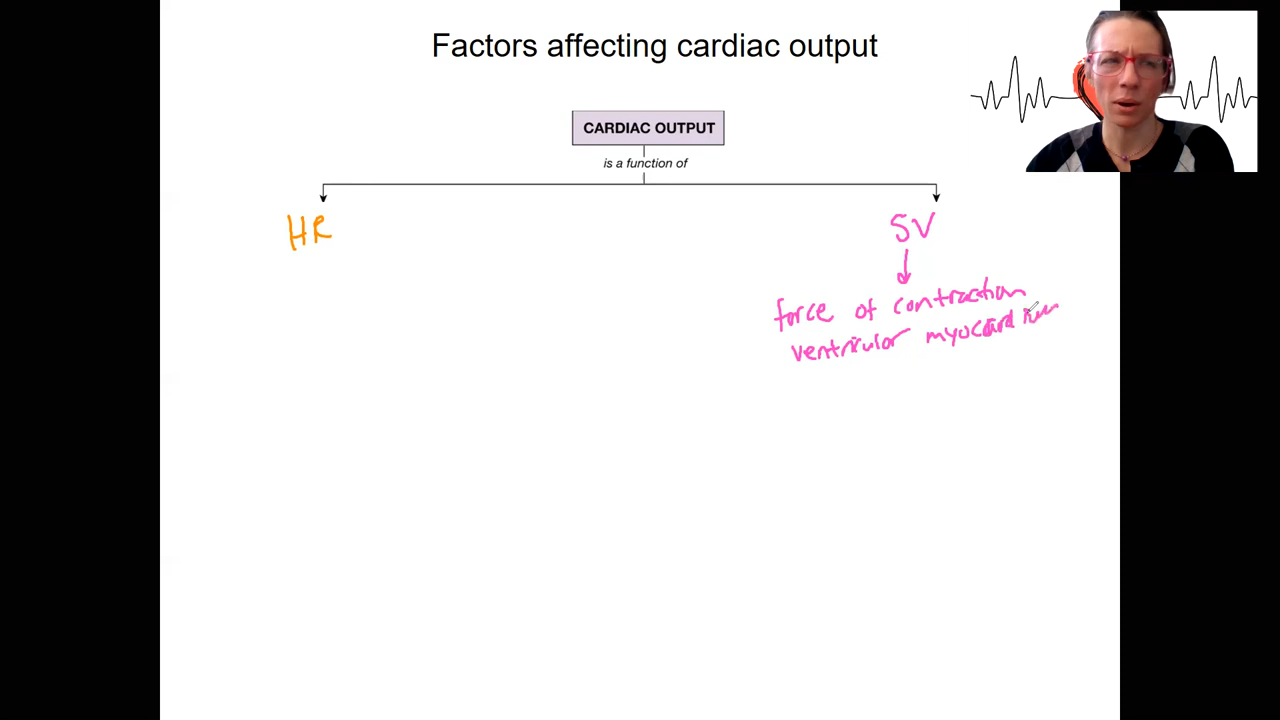 Factors affecting cardiac output
CARDIAC OUTPUT
is a function of
HR
SV
force of contraction
ventricular myocardium